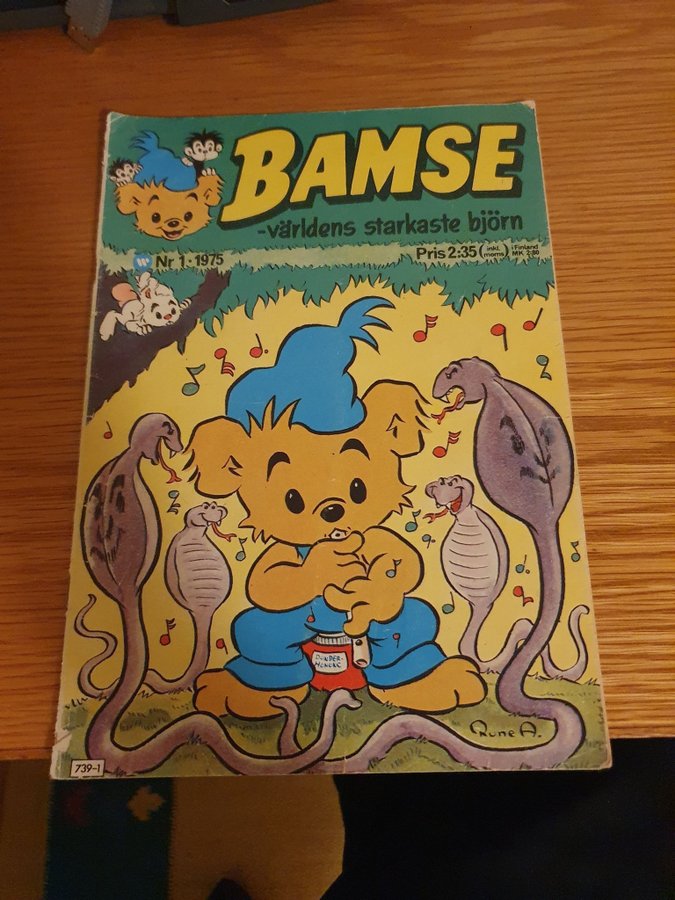 BAMSE
-världens starkaste björn
Nr 1 · 1975
Pris 2:35 (inkl. moms) i Finland MK 2:80
DUNDER-
HONUNG
Rune A.
739-1